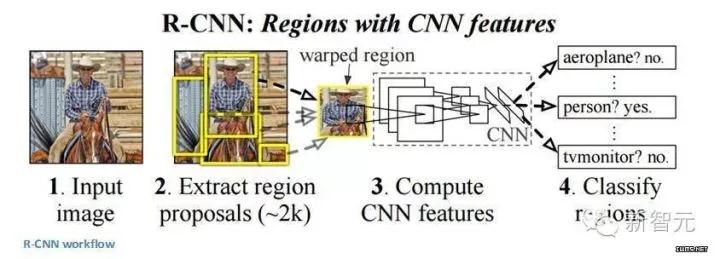 R-CNN: Regions with CNN features
warped region
aeroplane? no.
person? yes.
tvmonitor? no.
CNN
1. Input
image
2. Extract region
proposals (~2k)
3. Compute
CNN features
4. Classify
regions
新智元
R-CNN workflow